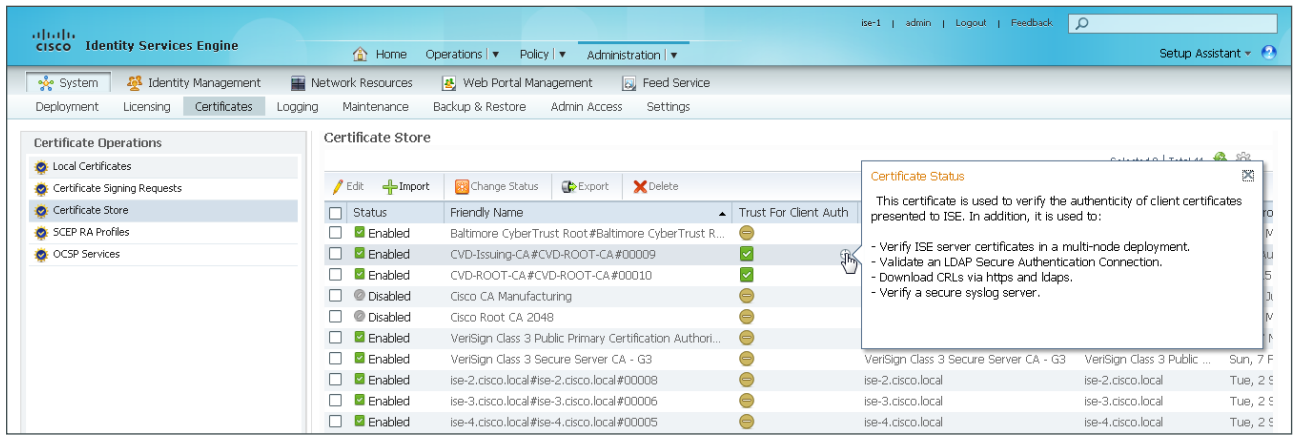 ise-1 | admin | Logout | Feedback
cisco Identity Services Engine
Home Operations | ▼ Policy | ▼ Administration | ▼ Setup Assistant ▼
System Identity Management Network Resources Web Portal Management Feed Service
Deployment Licensing Certificates Logging Maintenance Backup & Restore Admin Access Settings
Certificate Operations
Local Certificates
Certificate Signing Requests
Certificate Store
SCEP RA Profiles
OCSP Services
Certificate Store
Edit Import Change Status Export Delete
Status Friendly Name Trust For Client Auth
Enabled Baltimore CyberTrust Root#Baltimore CyberTrust R...
Enabled CVD-Issuing-CA#CVD-ROOT-CA#00009
Enabled CVD-ROOT-CA#CVD-ROOT-CA#00010
Disabled Cisco CA Manufacturing
Disabled Cisco Root CA 2048
Enabled VeriSign Class 3 Public Primary Certification Authori...
Enabled VeriSign Class 3 Secure Server CA - G3 VeriSign Class 3 Secure Server CA - G3 VeriSign Class 3 Public ... Sun, 7 F
Enabled ise-2.cisco.local#ise-2.cisco.local#00008 ise-2.cisco.local ise-2.cisco.local Tue, 2 S
Enabled ise-3.cisco.local#ise-3.cisco.local#00006 ise-3.cisco.local ise-3.cisco.local Tue, 2 S
Enabled ise-4.cisco.local#ise-4.cisco.local#00005 ise-4.cisco.local ise-4.cisco.local Tue, 2 S
Certificate Status
This certificate is used to verify the authenticity of client certificates
presented to ISE. In addition, it is used to:
- Verify ISE server certificates in a multi-node deployment.
- Validate an LDAP Secure Authentication Connection.
- Download CRLs via https and ldaps.
- Verify a secure syslog server.